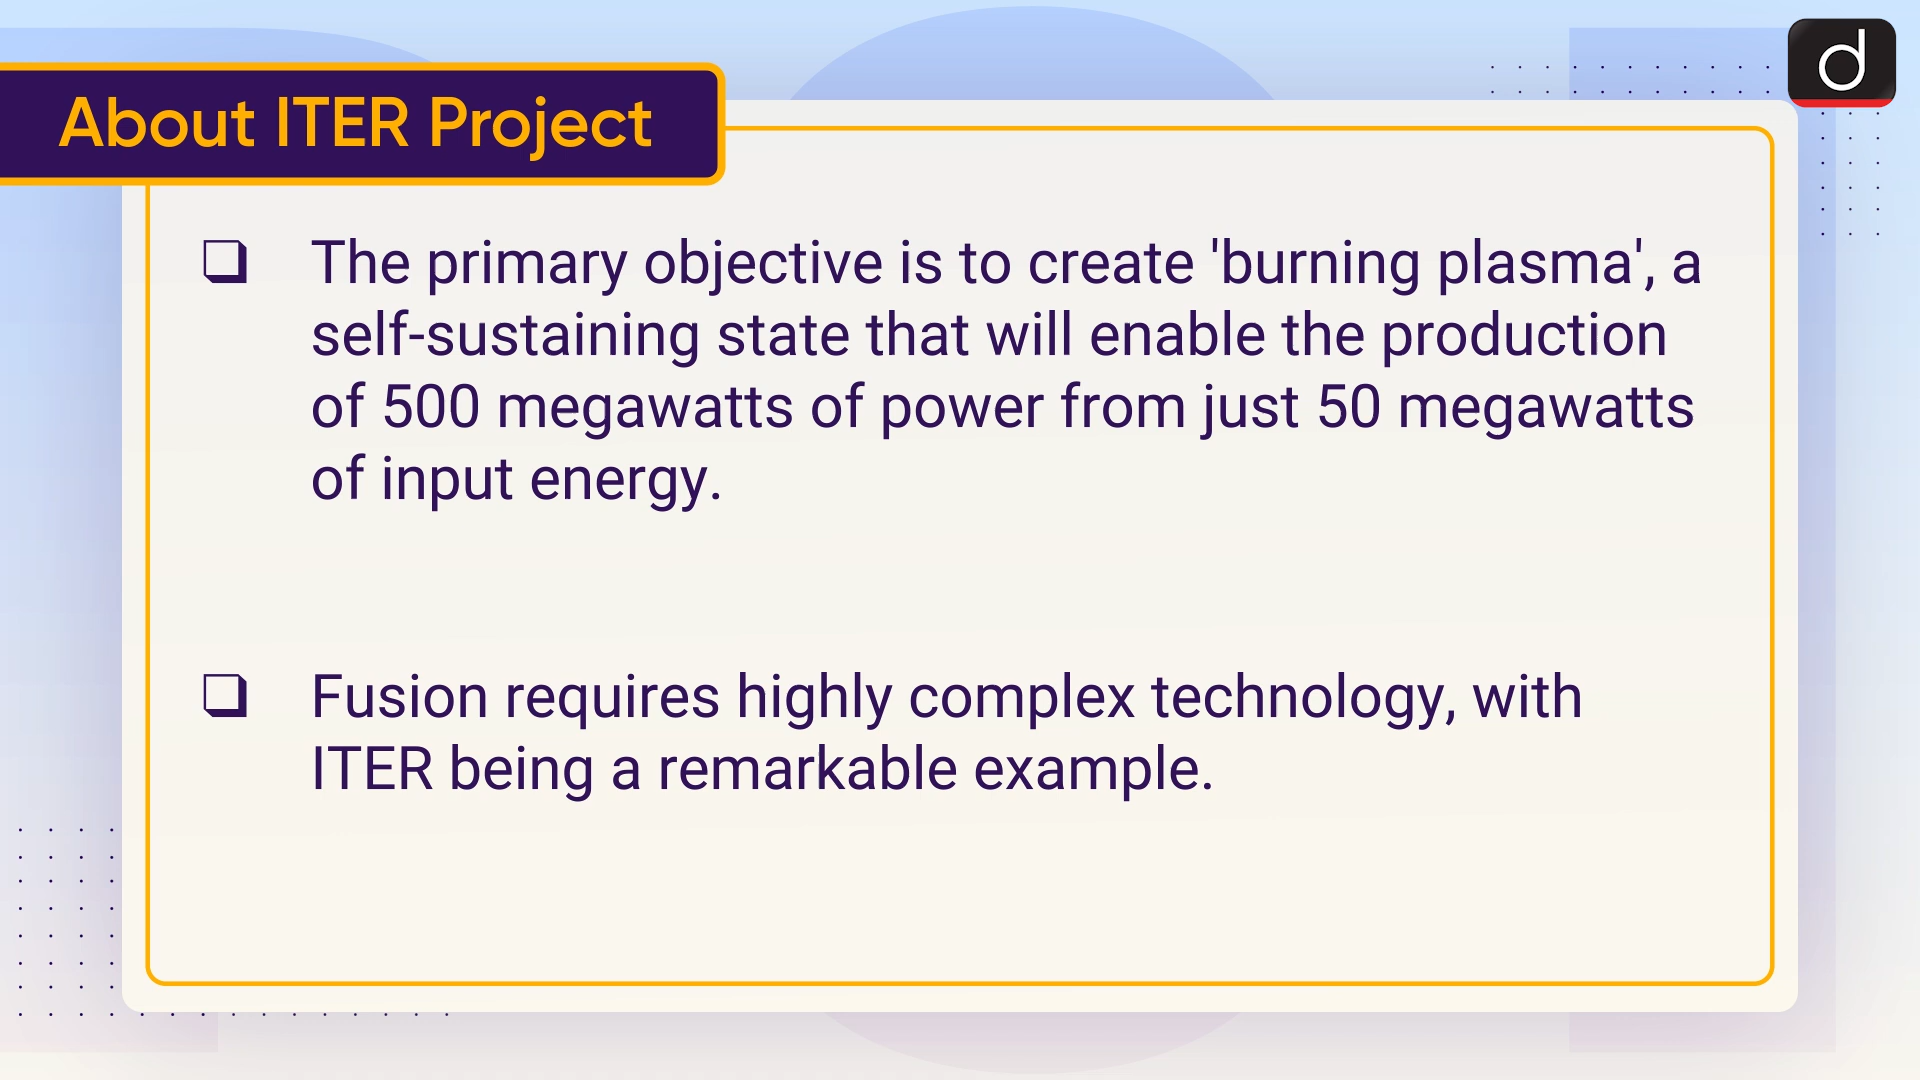 About ITER Project
❑ The primary objective is to create 'burning plasma', a
self-sustaining state that will enable the production
of 500 megawatts of power from just 50 megawatts
of input energy.
❑ Fusion requires highly complex technology, with
ITER being a remarkable example.
d